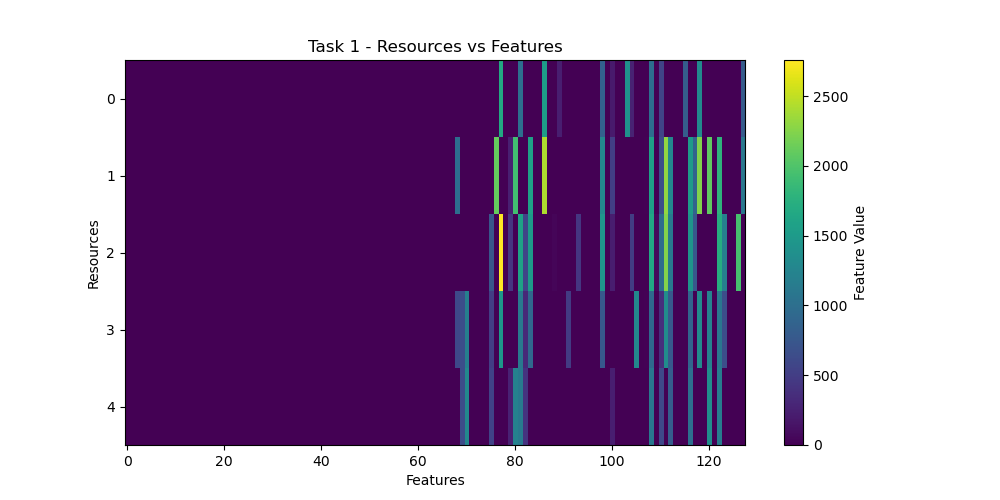 Task 1 - Resources vs Features
Resources
0
1
2
3
4
0 20 40 60 80 100 120
Features
2500
2000
1500
1000
500
0
Feature Value